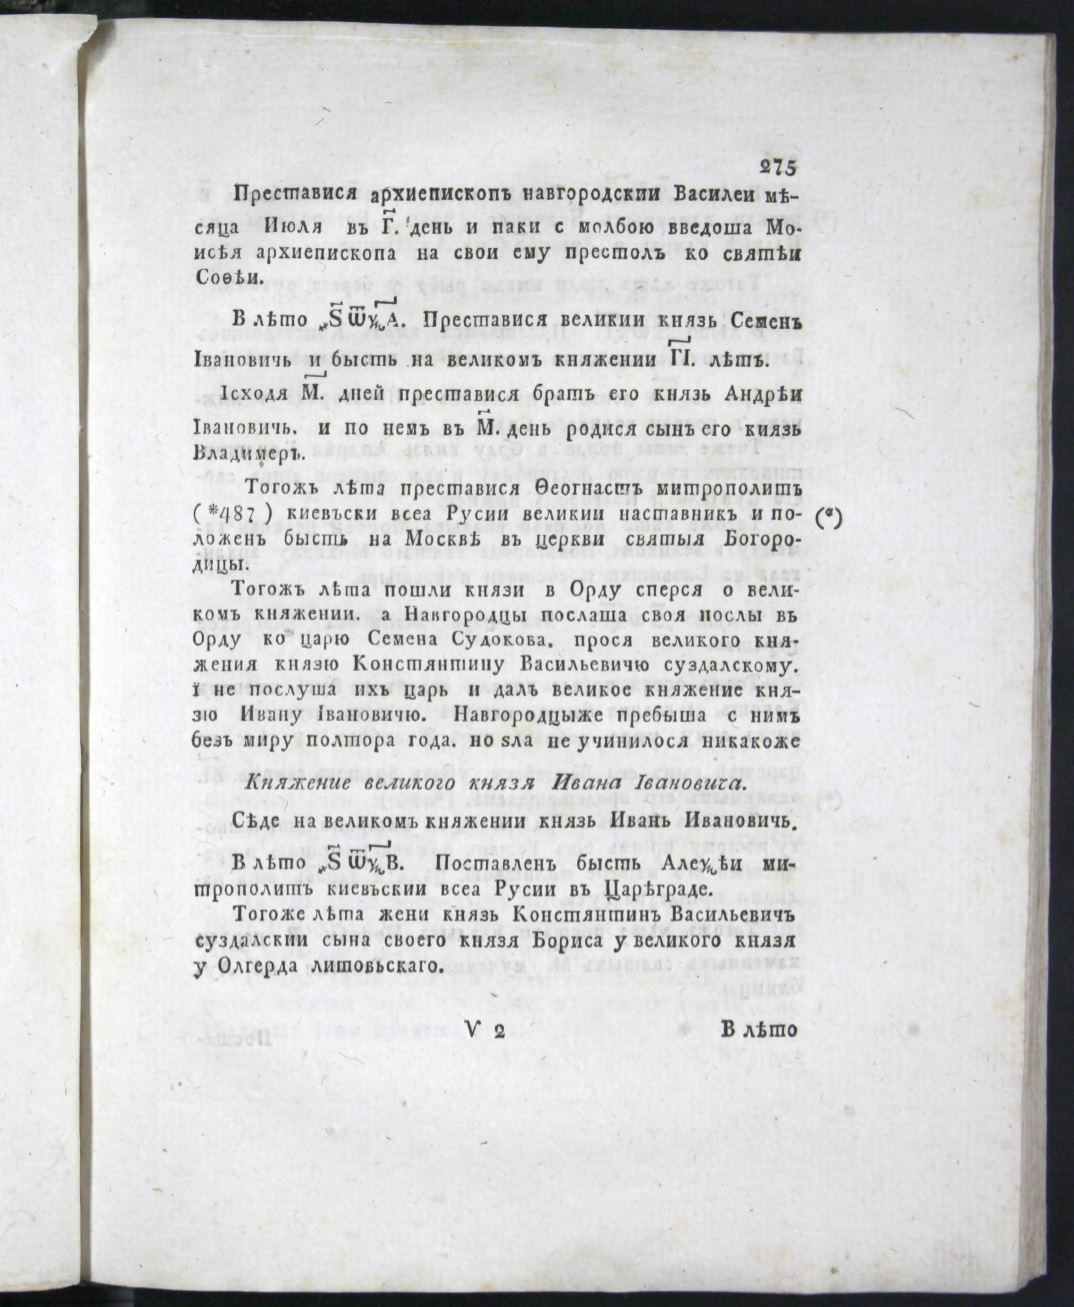 275
Преставися архиепископъ навгородскии Василеи мѣ-
сяца Июля въ Г҃. день и паки с молбою введоша Мо-
исѣя архиепископа на свои ему престолъ ко святѣи
Соѳѣи.
В лѣто ҂Ѕ҃ Ѿ҃ѯ҃А. Преставися великии князь Семенъ
Івановичь и бысть на великомъ княжении Г҃І. лѣтъ.
Ісходя М҃. дней преставися братъ его князь Андрѣи
Івановичь. и по немъ въ М҃. день родися сынъ его князь
Владимеръ.
Тогожъ лѣта преставися Ѳеогнастъ митрополитъ
(*487) киевъски всеа Русии великии наставник и по- (*)
ложенъ бысть на Москвѣ въ церкви святыя Богоро-
дицы.
Тогожъ лѣта пошли князи в Орду сперся о вели-
комъ княжении. а Навгородцы послаша своя послы въ
Орду ко царю Семена Судокова. прося великого кня-
жения князю Констянтину Васильевичю суздалскому.
ї не послуша ихъ царь и далъ великое княжение кня-
зю Ивану Івановичю. Навгородцыже пребыша с нимъ
безъ миру полтора года. но ѕла не учинилося никакоже
Княжение великого князя Ивана Івановича.
Сѣде на великомъ княжении князь Иванъ Ивановичь.
В лѣто ҂Ѕ҃ Ѿ҃ѯ҃В. Поставленъ бысть Алеѯѣи ми-
трополитъ киевъскии всеа Русии въ Царѣграде.
Тогоже лѣта жени князь Констянтинъ Васильевичъ
суздалскии сына своего князя Бориса у великого князя
у Олгерда литовьскаго.
V 2 В лѣто